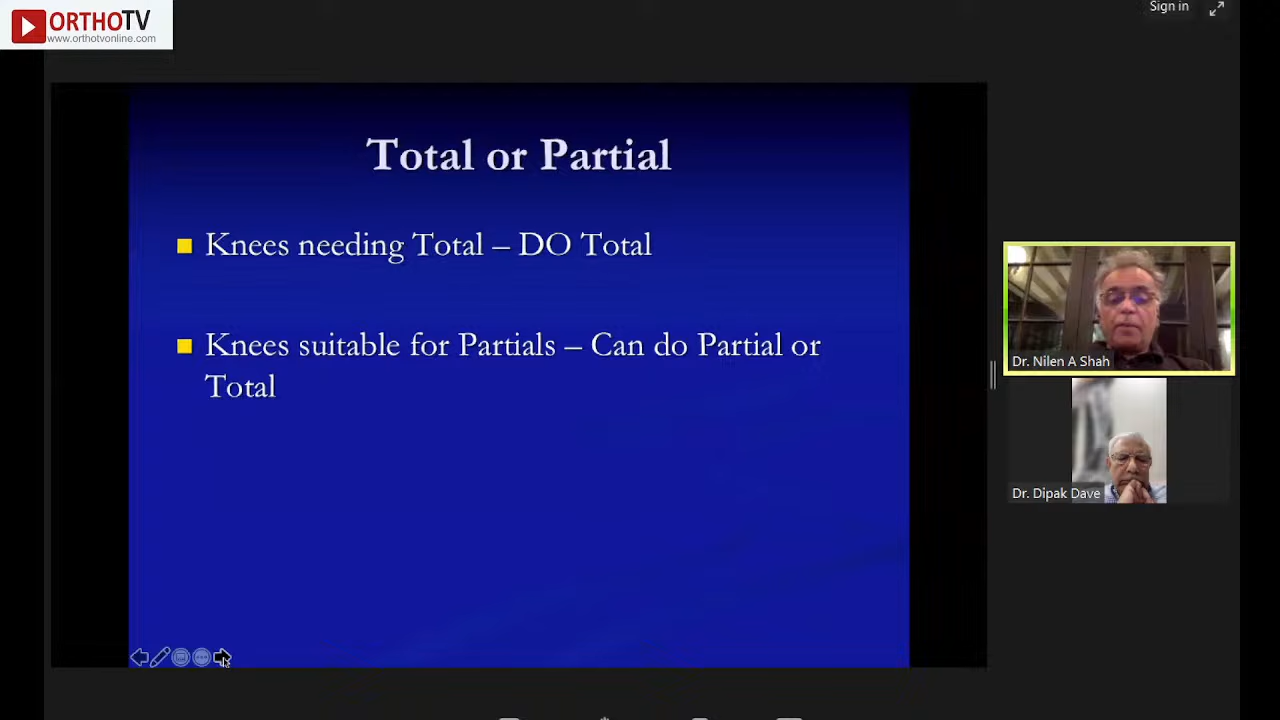 ORTHOTV
www.orthotvonline.com
Sign in
Total or Partial
Knees needing Total – DO Total
Knees suitable for Partials – Can do Partial or
Total
Dr. Nilen A Shah
Dr. Dipak Dave